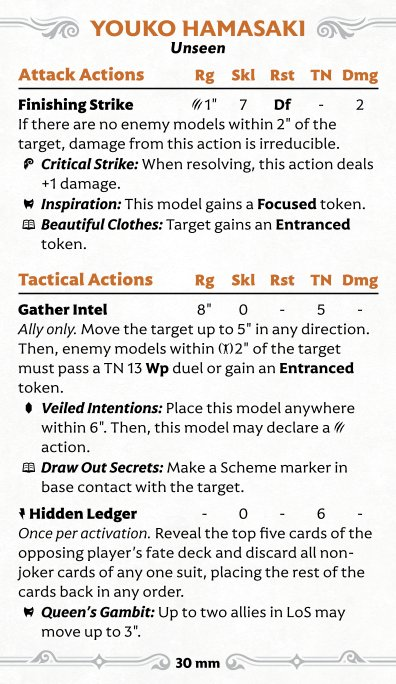 YOUKO HAMASAKI
Unseen
Attack Actions Rg Skl Rst TN Dmg
Finishing Strike 1" 7 Df - 2
If there are no enemy models within 2" of the
target, damage from this action is irreducible.
Critical Strike: When resolving, this action deals
+1 damage.
Inspiration: This model gains a Focused token.
Beautiful Clothes: Target gains an Entranced
token.
Tactical Actions Rg Skl Rst TN Dmg
Gather Intel 8" 0 - 5 -
Ally only. Move the target up to 5" in any direction.
Then, enemy models within 2" of the target
must pass a TN 13 Wp duel or gain an Entranced
token.
Veiled Intentions: Place this model anywhere
within 6". Then, this model may declare a
action.
Draw Out Secrets: Make a Scheme marker in
base contact with the target.
Hidden Ledger - 0 - 6 -
Once per activation. Reveal the top five cards of the
opposing player's fate deck and discard all non-
joker cards of any one suit, placing the rest of the
cards back in any order.
Queen's Gambit: Up to two allies in LoS may
move up to 3".
30 mm